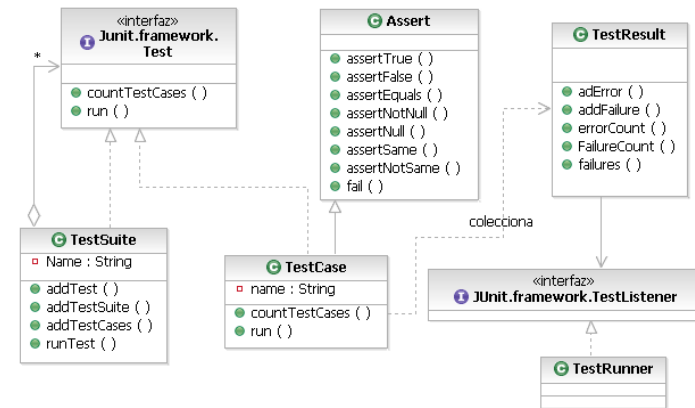 «interfaz»
Junit.framework.
Test
countTestCases ( )
run ( )
*
Assert
assertTrue ( )
assertFalse ( )
assertEquals ( )
assertNotNull ( )
assertNull ( )
assertSame ( )
assertNotSame ( )
fail ( )
TestResult
adError ( )
addFailure ( )
errorCount ( )
FailureCount ( )
failures ( )
colecciona
TestSuite
Name : String
addTest ( )
addTestSuite ( )
addTestCases ( )
runTest ( )
TestCase
name : String
countTestCases ( )
run ( )
«interfaz»
JUnit.framework.TestListener
TestRunner